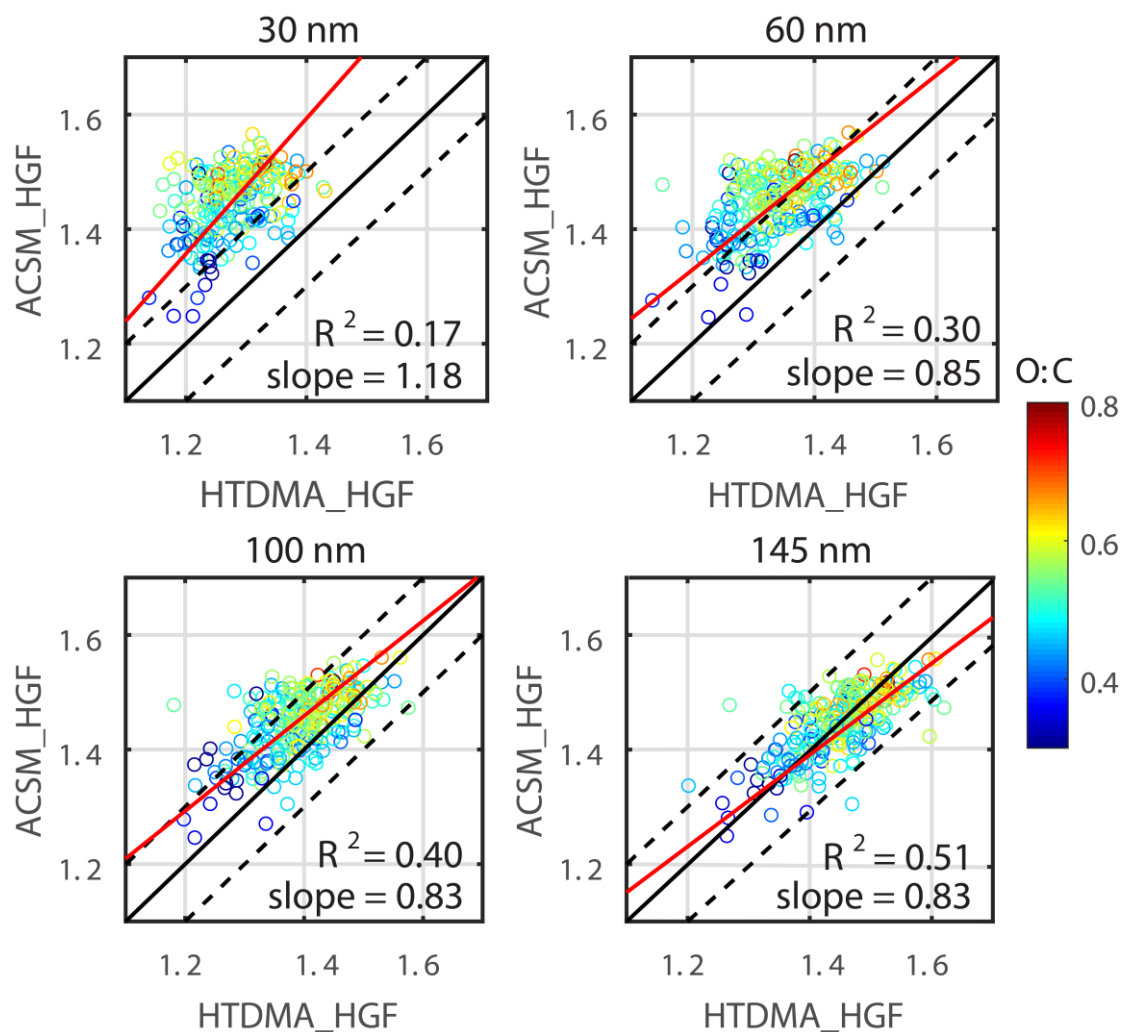 30 nm
ACSM_HGF
1.6
1.4
1.2
R² = 0.17
slope = 1.18
1.2 1.4 1.6
HTDMA_HGF
60 nm
ACSM_HGF
1.6
1.4
1.2
R² = 0.30
slope = 0.85
1.2 1.4 1.6
HTDMA_HGF
O:C
0.8
0.6
0.4
100 nm
ACSM_HGF
1.6
1.4
1.2
R² = 0.40
slope = 0.83
1.2 1.4 1.6
HTDMA_HGF
145 nm
ACSM_HGF
1.6
1.4
1.2
R² = 0.51
slope = 0.83
1.2 1.4 1.6
HTDMA_HGF